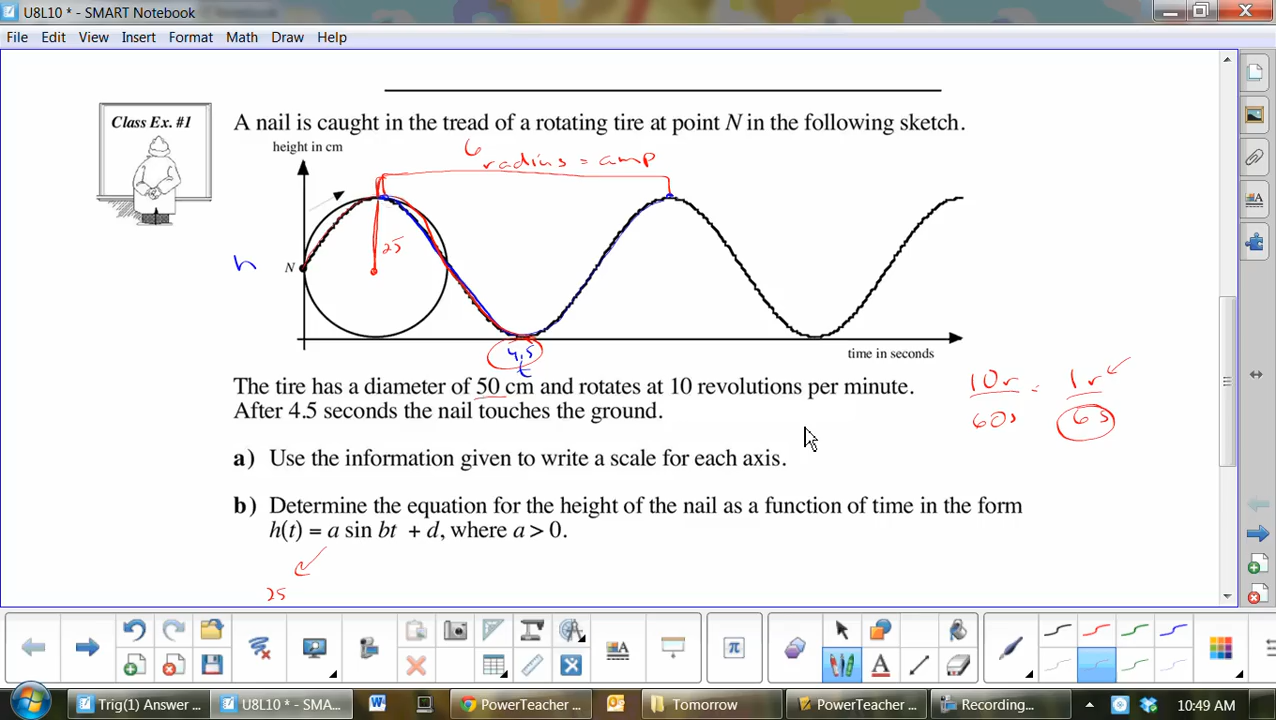 U8L10 * - SMART Notebook
File Edit View Insert Format Math Draw Help
Class Ex. #1
A nail is caught in the tread of a rotating tire at point N in the following sketch.
height in cm
6
radius = amp
25
h
N
4.5
t
time in seconds
The tire has a diameter of 50 cm and rotates at 10 revolutions per minute.
After 4.5 seconds the nail touches the ground.
10r = 1r
60s 6s
a) Use the information given to write a scale for each axis.
b) Determine the equation for the height of the nail as a function of time in the form
h(t) = a sin bt + d, where a > 0.
25
π
A
Trig(1) Answer ...
U8L10 * - SMA...
PowerTeacher ...
Tomorrow
PowerTeacher ...
Recording...
10:49 AM